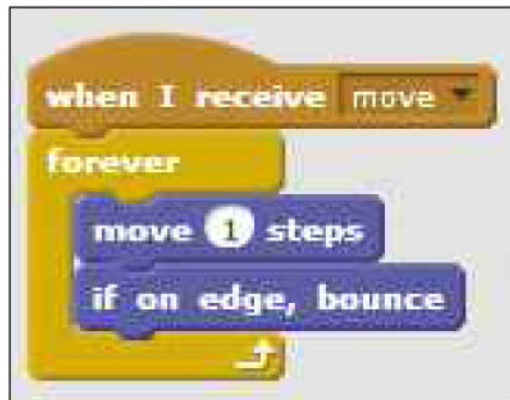 when I receive move
forever
move 1 steps
if on edge, bounce